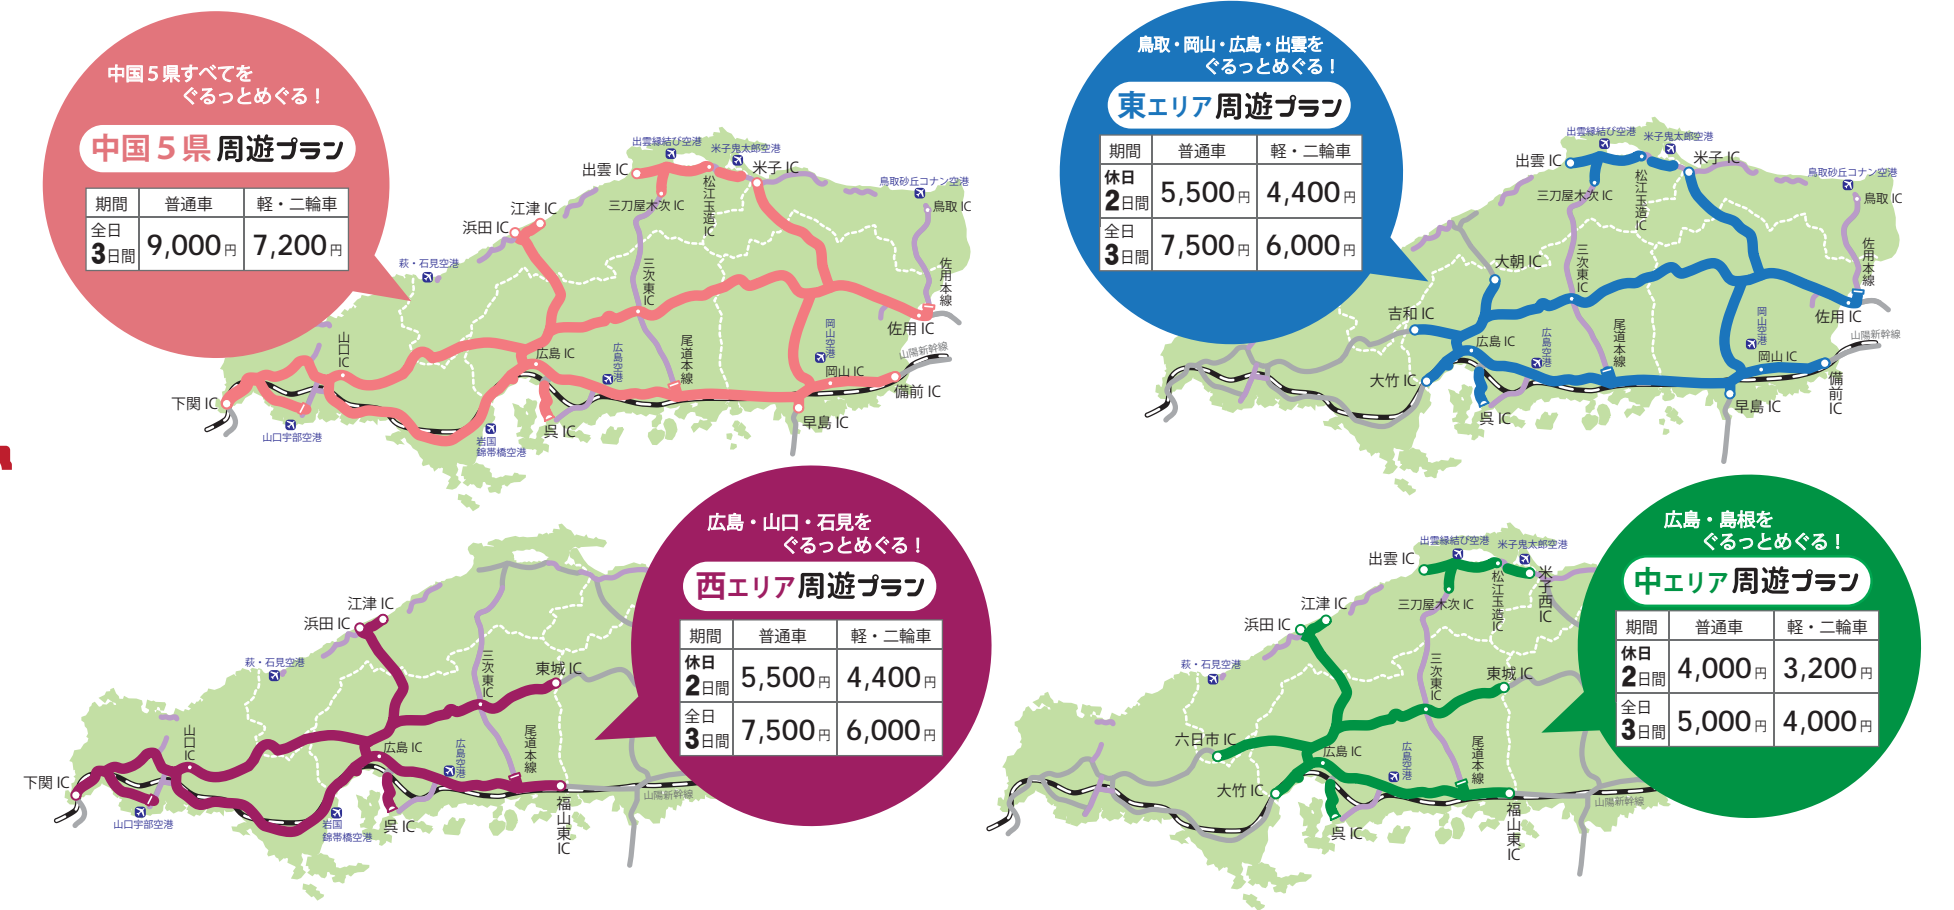 中国５県すべてを
ぐるっとめぐる！
中国５県 周遊プラン
期間 普通車 軽・二輪車
全日
3日間 9,000円 7,200円
出雲縁結び空港
米子鬼太郎空港
出雲 IC
米子 IC
松江玉造IC
三刀屋木次 IC
鳥取砂丘コナン空港
鳥取 IC
江津 IC
浜田 IC
萩・石見空港
三次東IC
佐用本線
佐用 IC
山陽新幹線
岡山空港
岡山 IC
備前 IC
早島 IC
尾道本線
広島空港
広島 IC
呉 IC
岩国
錦帯橋空港
山口IC
山口宇部空港
下関 IC
鳥取・岡山・広島・出雲を
ぐるっとめぐる！
東エリア 周遊プラン
期間 普通車 軽・二輪車
休日
2日間 5,500円 4,400円
全日
3日間 7,500円 6,000円
出雲縁結び空港
米子鬼太郎空港
出雲 IC
米子 IC
松江玉造IC
三刀屋木次 IC
鳥取砂丘コナン空港
鳥取 IC
大朝 IC
三次東IC
佐用本線
佐用 IC
吉和 IC
広島 IC
広島空港
尾道本線
岡山空港
岡山 IC
山陽新幹線
大竹 IC
呉 IC
早島 IC
備前IC
広島・山口・石見を
ぐるっとめぐる！
西エリア 周遊プラン
期間 普通車 軽・二輪車
休日
2日間 5,500円 4,400円
全日
3日間 7,500円 6,000円
江津 IC
浜田 IC
萩・石見空港
三次東IC
東城 IC
山口IC
広島 IC
広島空港
尾道本線
下関 IC
山口宇部空港
岩国
錦帯橋空港
呉 IC
福山東IC
山陽新幹線
広島・島根を
ぐるっとめぐる！
中エリア 周遊プラン
期間 普通車 軽・二輪車
休日
2日間 4,000円 3,200円
全日
3日間 5,000円 4,000円
出雲縁結び空港
米子鬼太郎空港
出雲 IC
米子西IC
松江玉造IC
三刀屋木次 IC
江津 IC
浜田 IC
萩・石見空港
三次東IC
東城 IC
六日市 IC
広島 IC
広島空港
尾道本線
大竹 IC
呉 IC
福山東IC
山陽新幹線